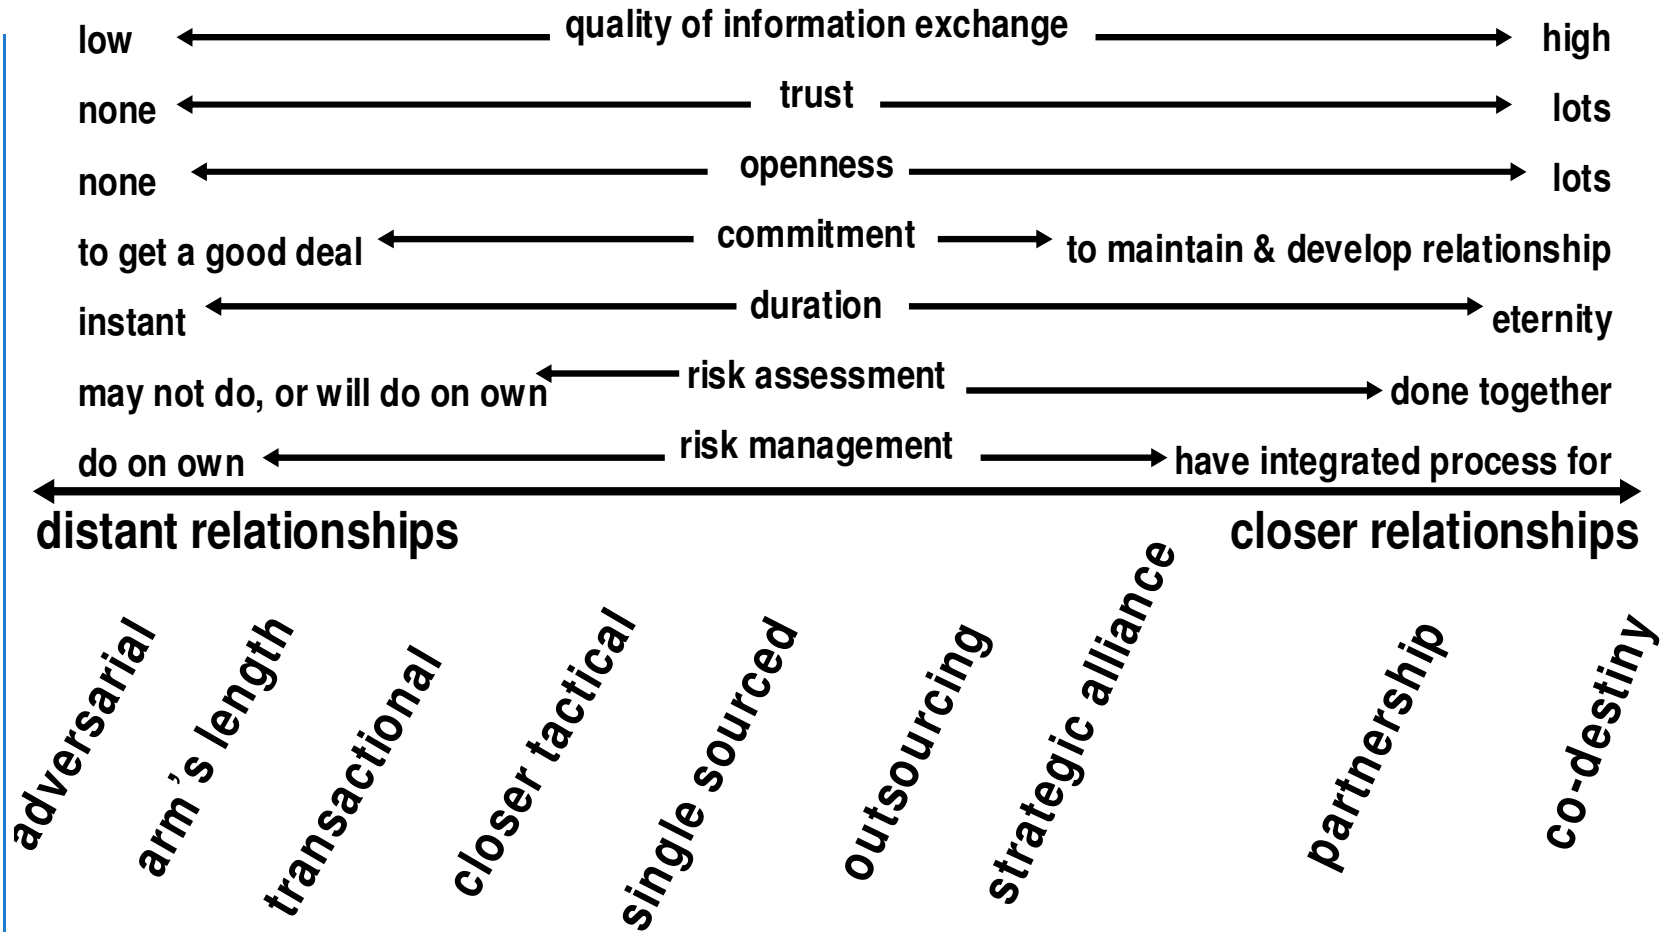 low quality of information exchange high
none trust lots
none openness lots
to get a good deal commitment to maintain & develop relationship
instant duration eternity
may not do, or will do on own risk assessment done together
do on own risk management have integrated process for
distant relationships closer relationships
adversarial
arm's length
transactional
closer tactical
single sourced
outsourcing
strategic alliance
partnership
co-destiny